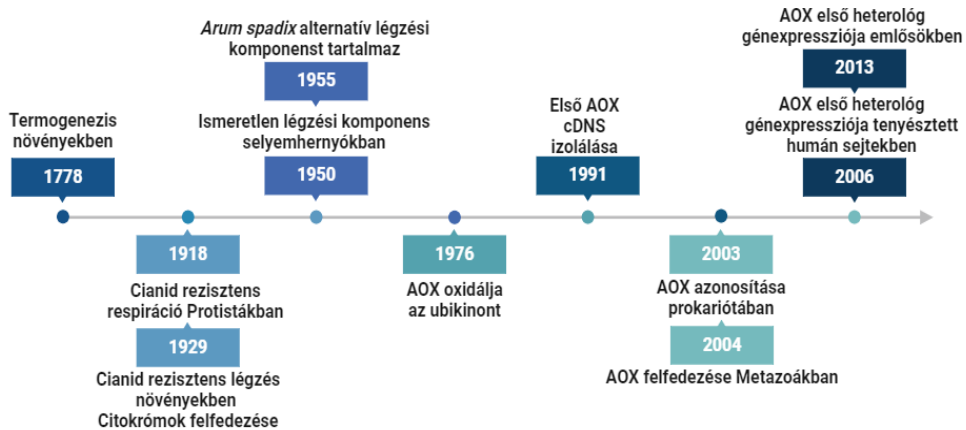 Termogenezis
növényekben
1778
1918
Cianid rezisztens
respiráció Protistákban
1929
Cianid rezisztens légzés
növényekben
Citokrómok felfedezése
Arum spadix alternatív légzési
komponenst tartalmaz
1955
Ismeretlen légzési komponens
selyemhernyókban
1950
1976
AOX oxidálja
az ubikinont
Első AOX
cDNS
izolálása
1991
2003
AOX azonosítása
prokariótában
2004
AOX felfedezése Metazoákban
AOX első heterológ
génexpressziója emlősökben
2013
AOX első heterológ
génexpressziója tenyésztett
humán sejtekben
2006